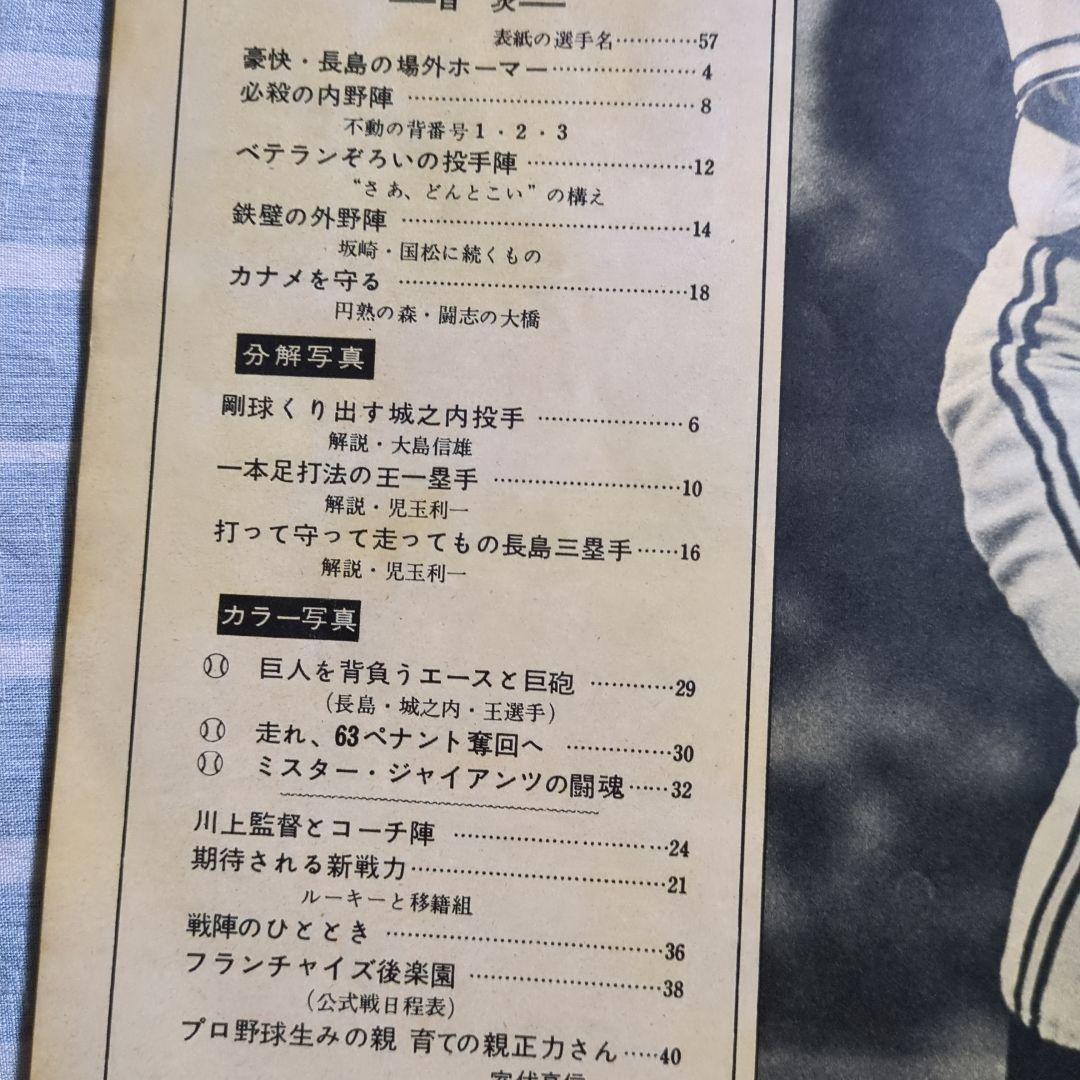 目次
表紙の選手名…………57
豪快・長島の場外ホーマー…………………4
必殺の内野陣…………………………………8
不動の背番号1・2・3
ベテランぞろいの投手陣……………………12
“さあ、どんとこい”の構え
鉄壁の外野陣…………………………………14
坂崎・国松に続くもの
カナメを守る…………………………………18
円熟の森・闘志の大橋
分解写真
剛球くり出す城之内投手…………………6
解説・大島信雄
一本足打法の王一塁手………………………10
解説・児玉利一
打って守って走ってもの長島三塁手……16
解説・児玉利一
カラー写真
巨人を背負うエースと巨砲…………29
(長島・城之内・王選手)
走れ、63ペナント奪回へ……………30
ミスター・ジャイアンツの闘魂……32
川上監督とコーチ陣…………………………24
期待される新戦力……………………………21
ルーキーと移籍組
戦陣のひととき………………………………36
フランチャイズ後楽園………………………38
(公式戦日程表)
プロ野球生みの親 育ての親正力さん……40